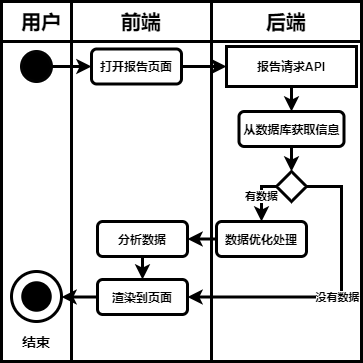 用户
前端
后端
打开报告页面
报告请求API
从数据库获取信息
有数据
分析数据
数据优化处理
渲染到页面
没有数据
结束